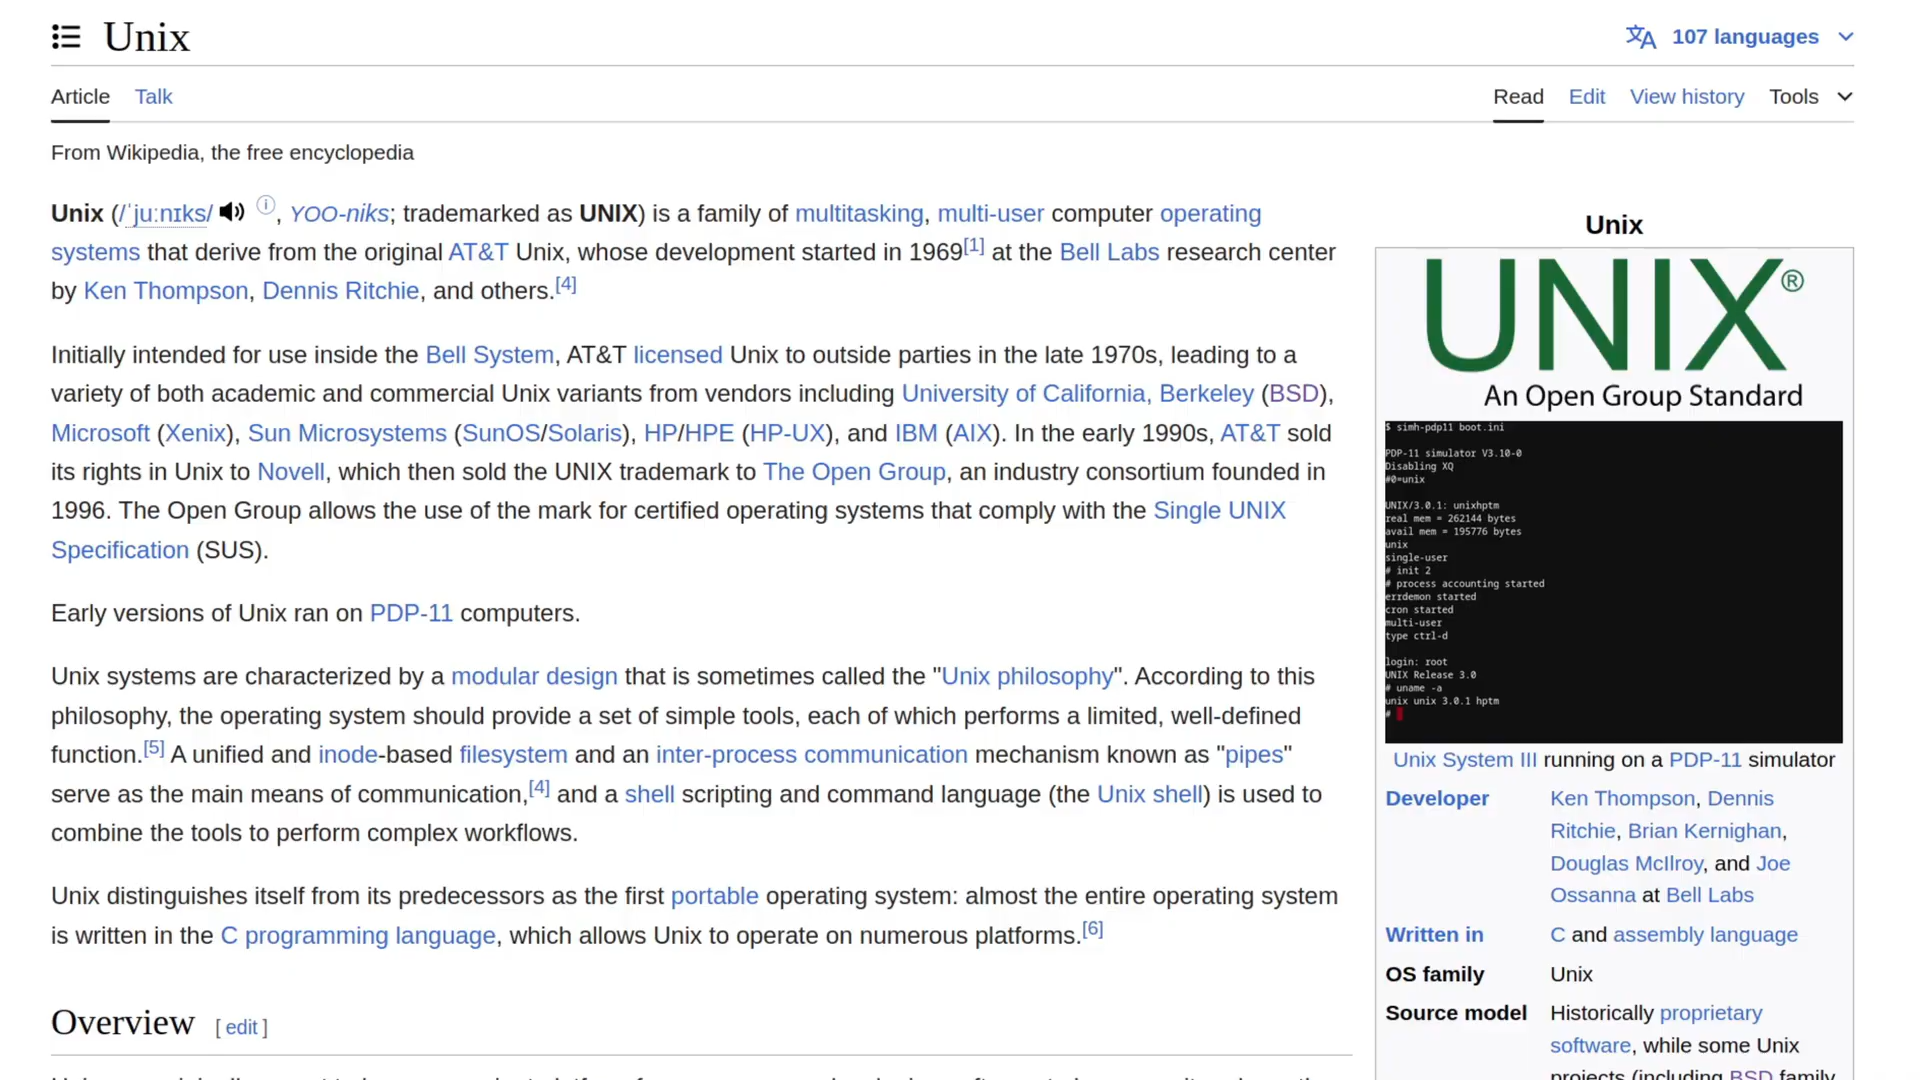 Unix
107 languages
Article Talk
Read Edit View history Tools
From Wikipedia, the free encyclopedia
Unix (/ˈjuːnɪks/ ⓘ, YOO-niks; trademarked as UNIX) is a family of multitasking, multi-user computer operating
systems that derive from the original AT&T Unix, whose development started in 1969[1] at the Bell Labs research center
by Ken Thompson, Dennis Ritchie, and others.[4]
Initially intended for use inside the Bell System, AT&T licensed Unix to outside parties in the late 1970s, leading to a
variety of both academic and commercial Unix variants from vendors including University of California, Berkeley (BSD),
Microsoft (Xenix), Sun Microsystems (SunOS/Solaris), HP/HPE (HP-UX), and IBM (AIX). In the early 1990s, AT&T sold
its rights in Unix to Novell, which then sold the UNIX trademark to The Open Group, an industry consortium founded in
1996. The Open Group allows the use of the mark for certified operating systems that comply with the Single UNIX
Specification (SUS).
Early versions of Unix ran on PDP-11 computers.
Unix systems are characterized by a modular design that is sometimes called the "Unix philosophy". According to this
philosophy, the operating system should provide a set of simple tools, each of which performs a limited, well-defined
function.[5] A unified and inode-based filesystem and an inter-process communication mechanism known as "pipes"
serve as the main means of communication,[4] and a shell scripting and command language (the Unix shell) is used to
combine the tools to perform complex workflows.
Unix distinguishes itself from its predecessors as the first portable operating system: almost the entire operating system
is written in the C programming language, which allows Unix to operate on numerous platforms.[6]
Overview [ edit ]
Unix
UNIX®
An Open Group Standard
$ simh-pdp11 boot.ini
PDP-11 simulator V3.10-0
Disabling XQ
#0=unix
UNIX/3.0.1: unixhptm
real mem = 262144 bytes
avail mem = 195776 bytes
unix
single-user
# init 2
# process accounting started
errdemon started
cron started
multi-user
type ctrl-d
login: root
UNIX Release 3.0
# uname -a
unix unix 3.0.1 hptm
#
Unix System III running on a PDP-11 simulator
Developer Ken Thompson, Dennis
Ritchie, Brian Kernighan,
Douglas McIlroy, and Joe
Ossanna at Bell Labs
Written in C and assembly language
OS family Unix
Source model Historically proprietary
software, while some Unix
projects (including BSD family